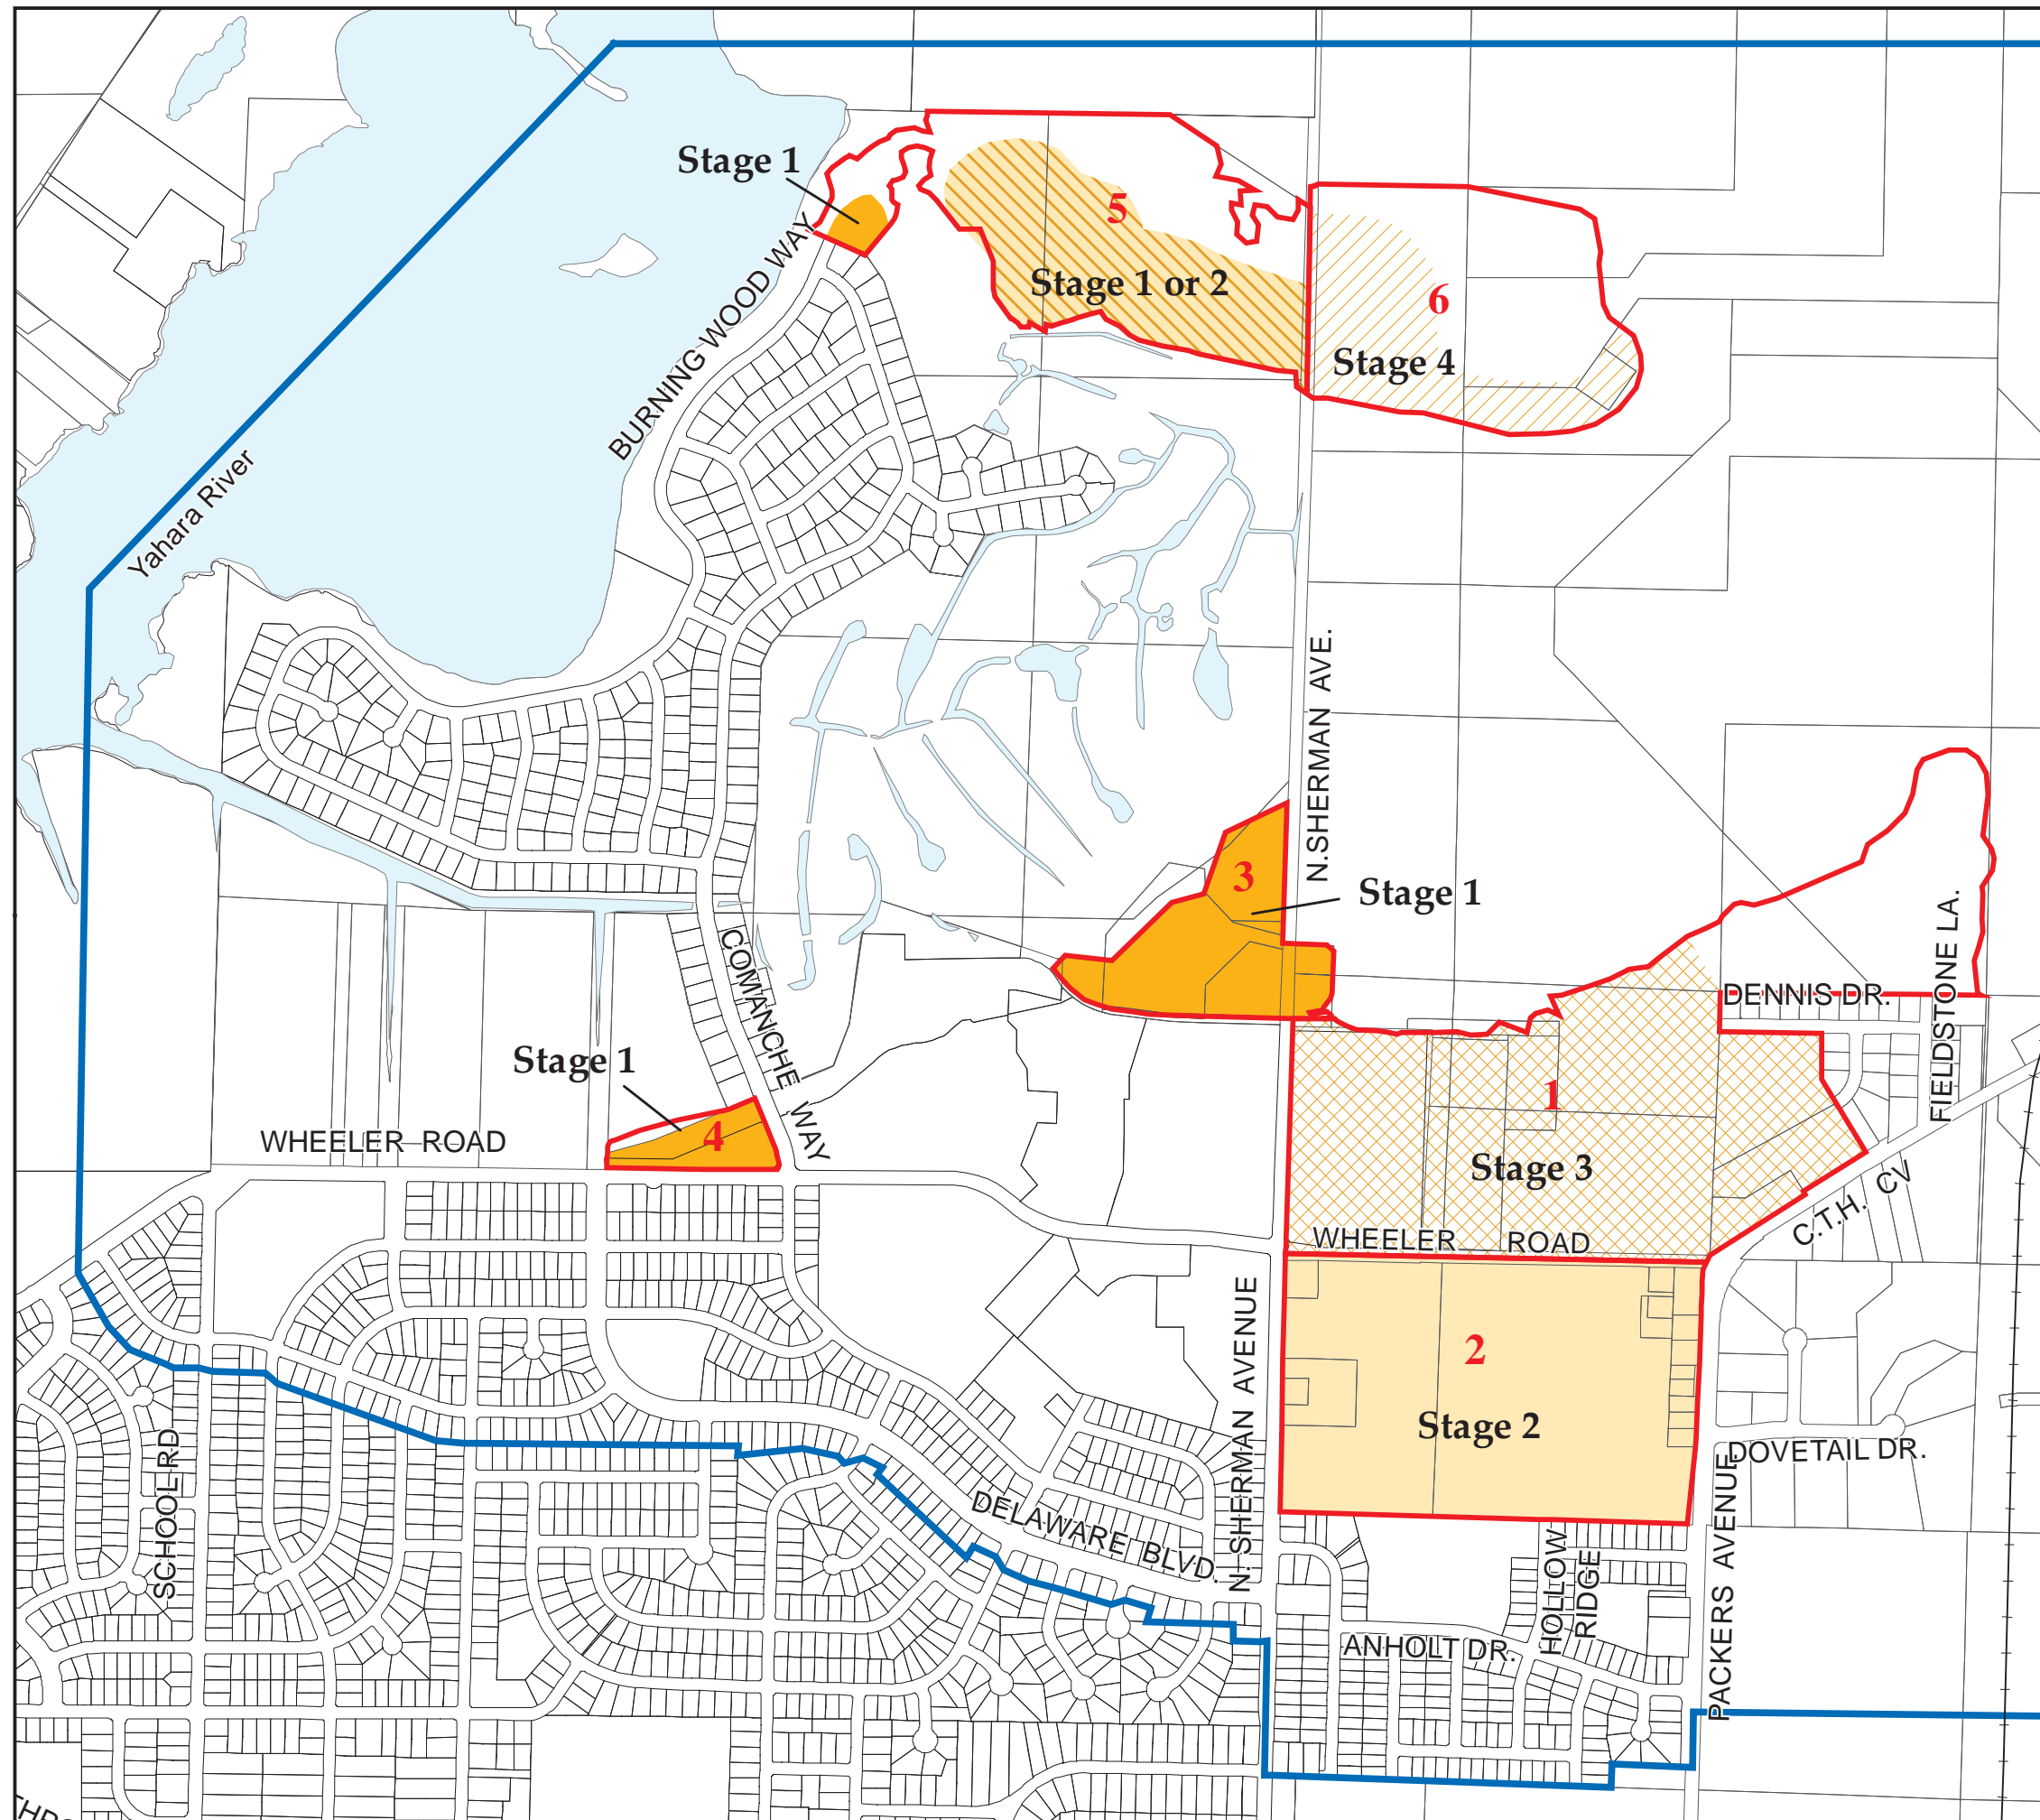 Stage 1
5
Stage 1 or 2
6
Stage 4
BURNING WOOD WAY
Yahara River
N.SHERMAN AVE.
3
Stage 1
COMANCHE WAY
DENNIS DR.
FIELDSTONE LA.
Stage 1
4
WHEELER ROAD
1
Stage 3
C.T.H. CV
WHEELER ROAD
2
Stage 2
N. SHERMAN AVENUE
DOVETAIL DR.
SCHOOL RD
DELAWARE BLVD.
HOLLOW
RIDGE
ANHOLT DR.
PACKERS AVENUE